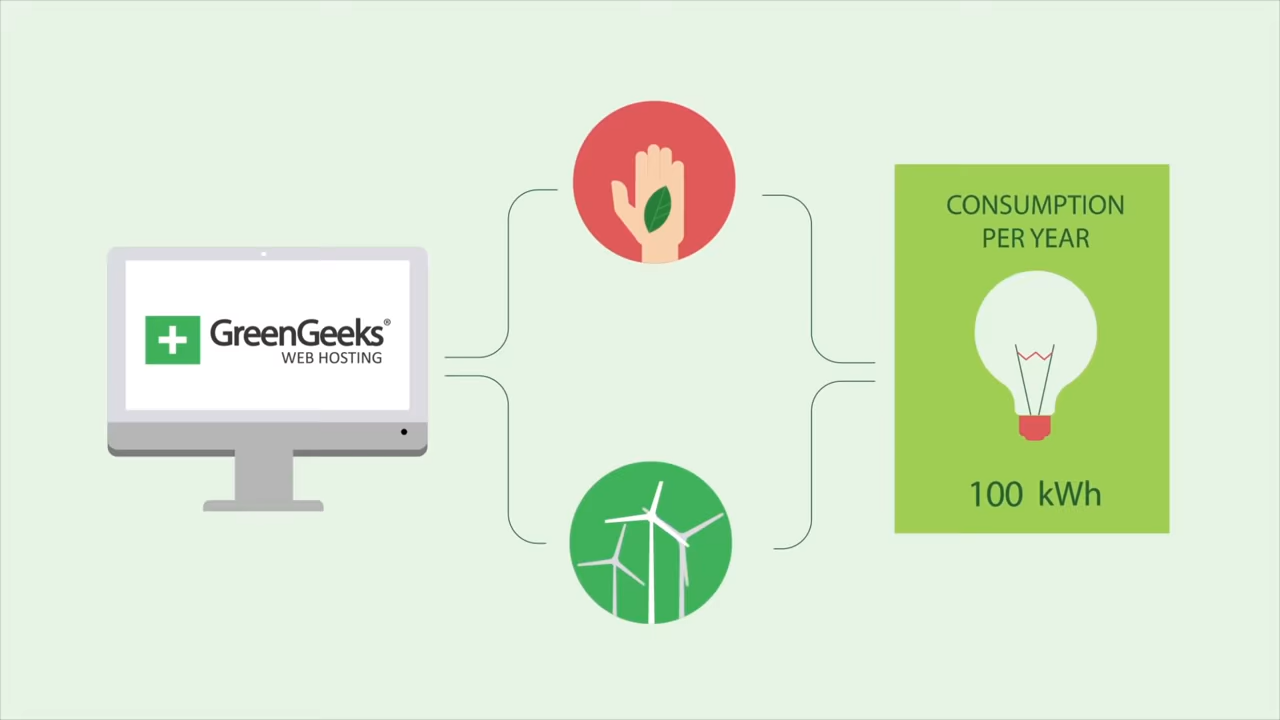 GreenGeeks®
WEB HOSTING
CONSUMPTION
PER YEAR
100 kWh